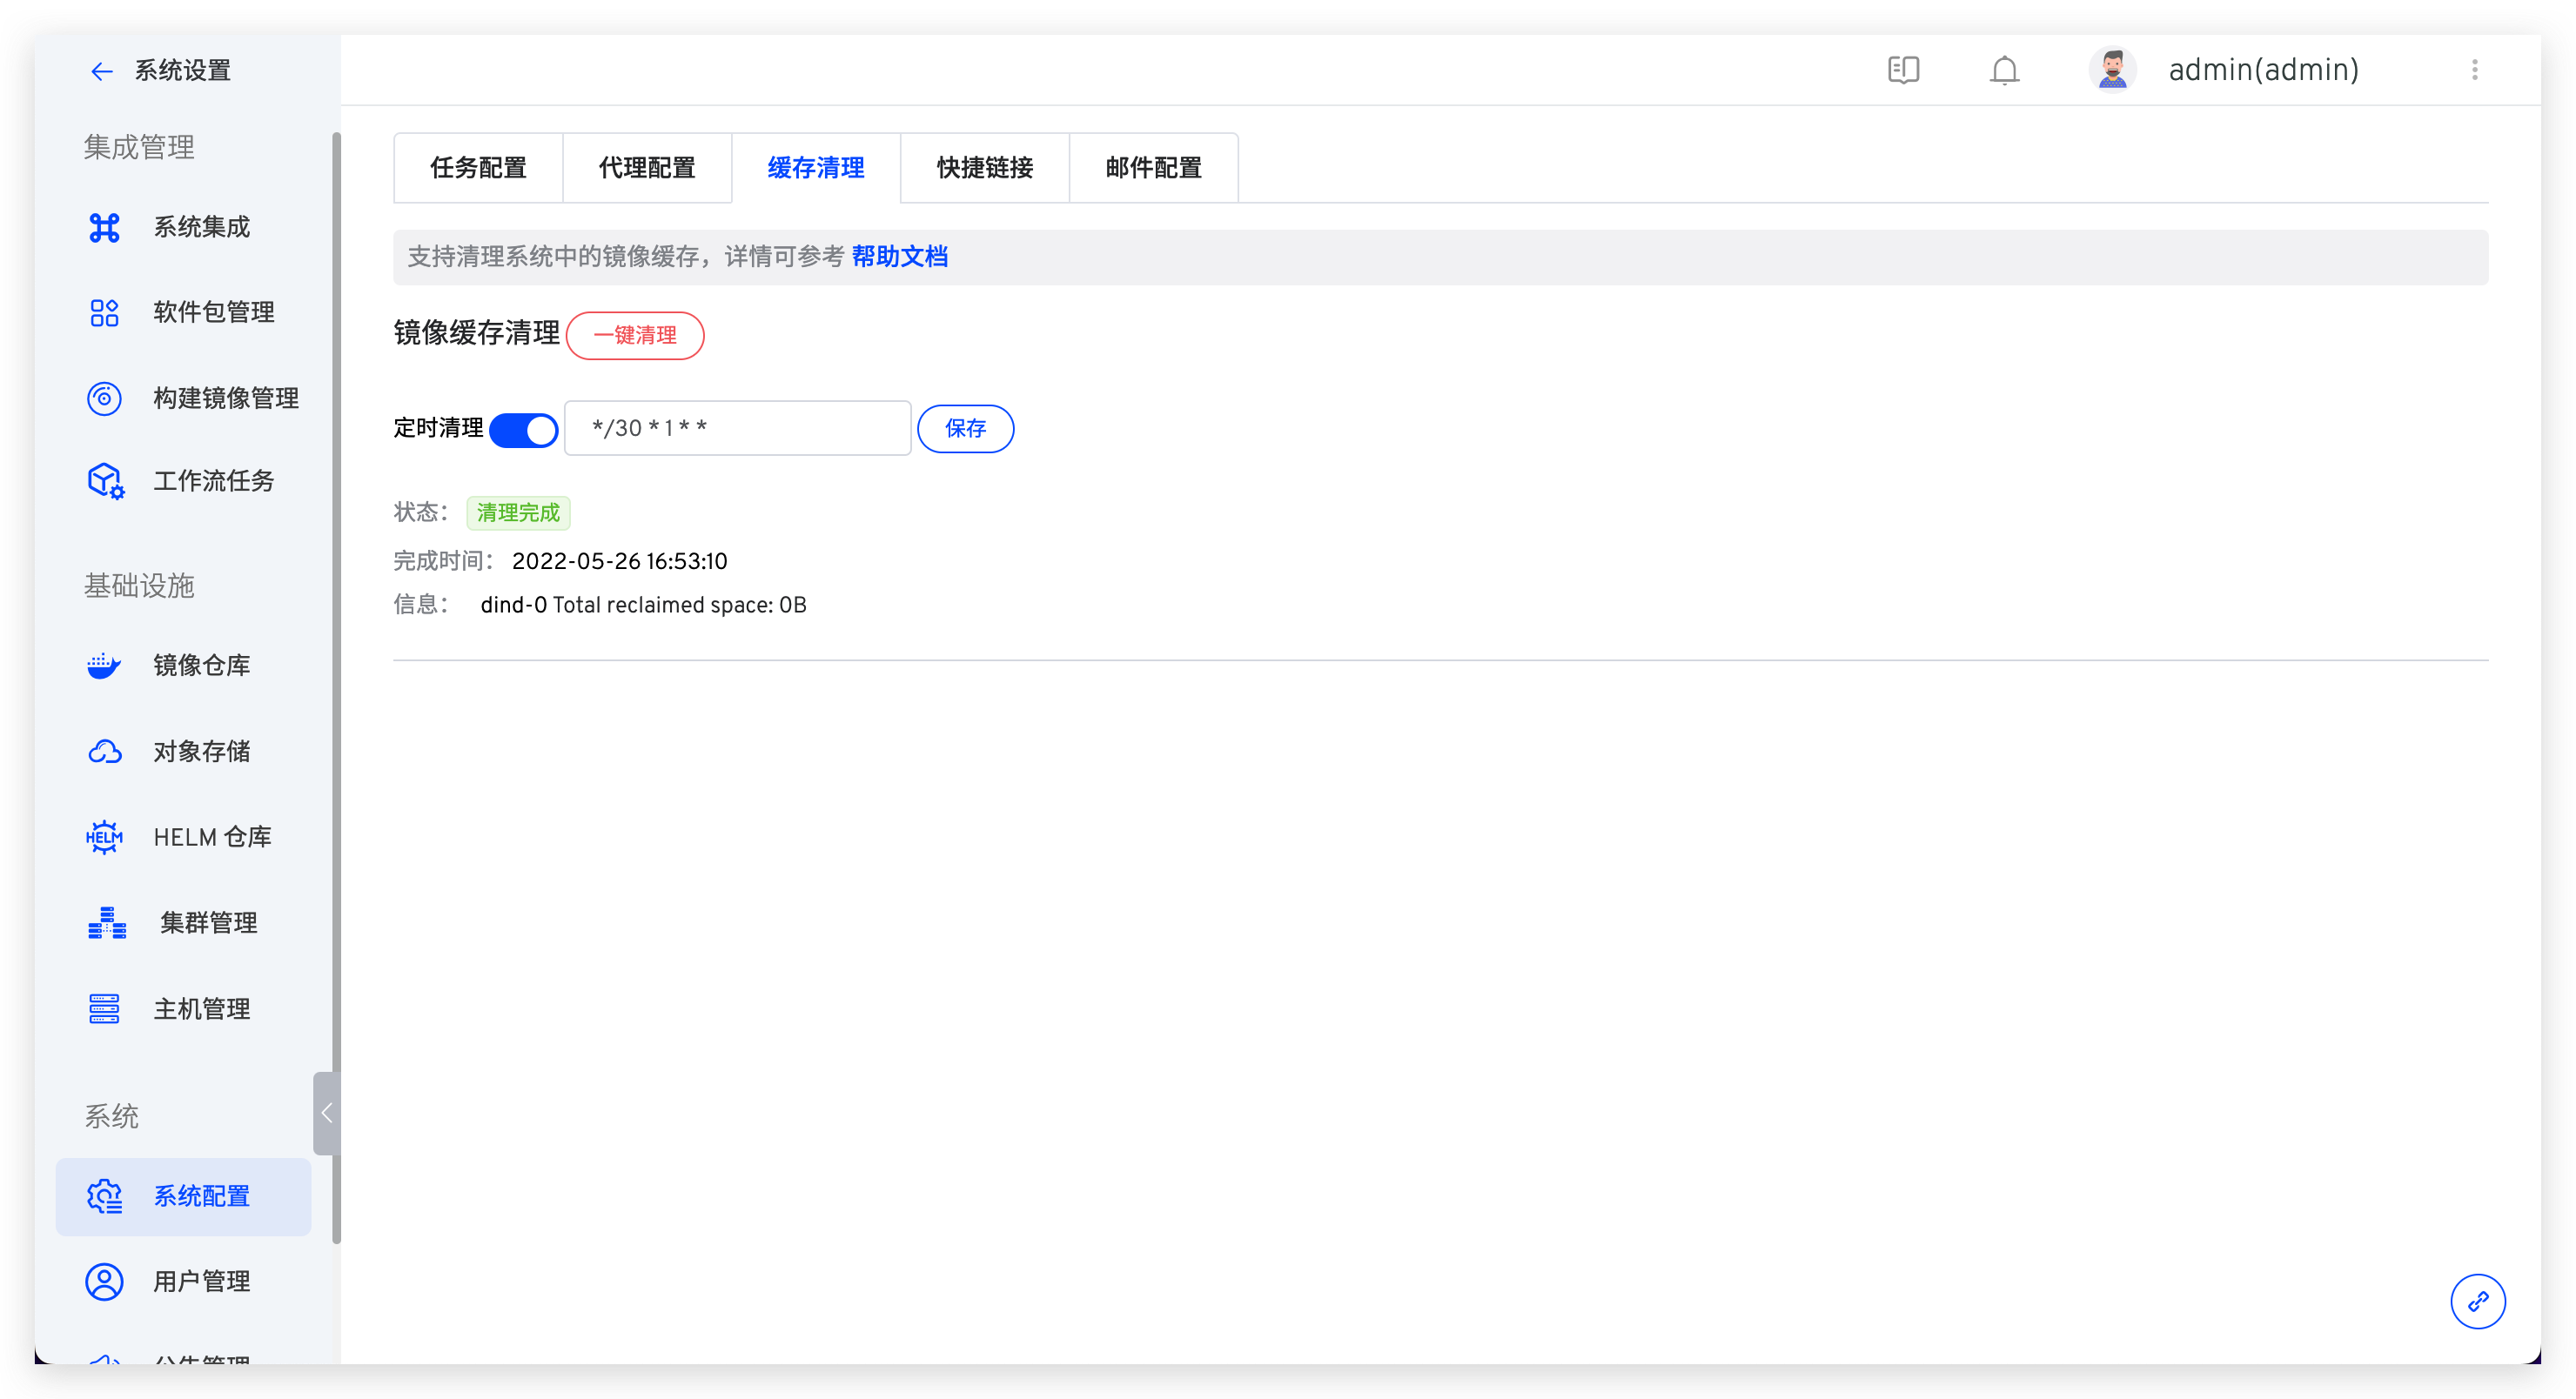 系统设置
admin(admin)
集成管理
系统集成
软件包管理
构建镜像管理
工作流任务
基础设施
镜像仓库
对象存储
HELM
HELM 仓库
集群管理
主机管理
系统
系统配置
用户管理
公告管理
任务配置 代理配置 缓存清理 快捷链接 邮件配置
支持清理系统中的镜像缓存，详情可参考 帮助文档
镜像缓存清理 一键清理
定时清理 */30 * 1 * * 保存
状态： 清理完成
完成时间： 2022-05-26 16:53:10
信息： dind-0 Total reclaimed space: 0B